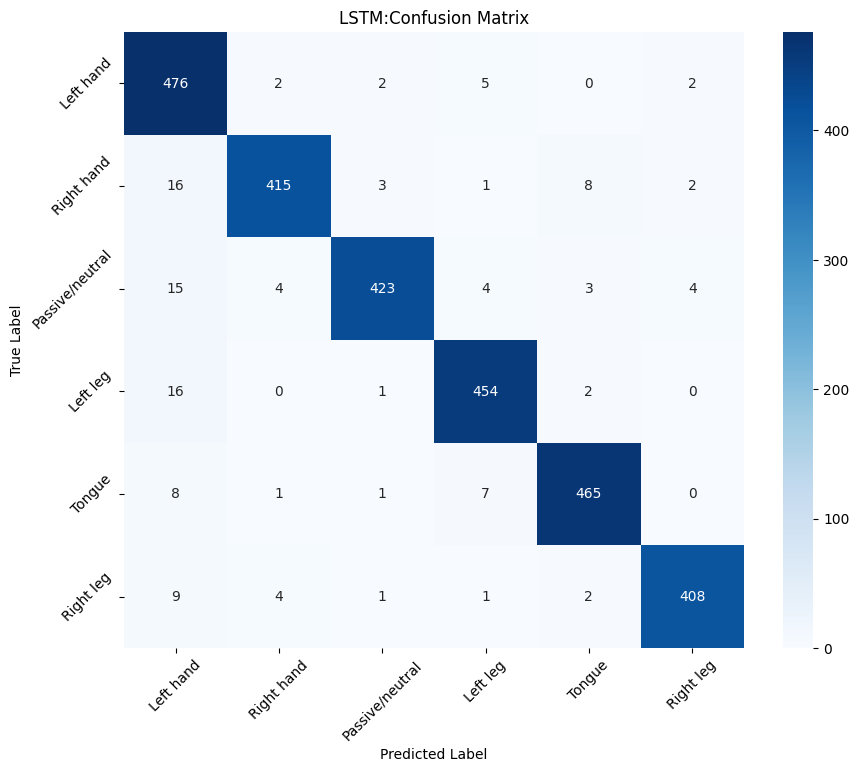 LSTM:Confusion Matrix
Left hand 476 2 2 5 0 2
Right hand 16 415 3 1 8 2
Passive/neutral 15 4 423 4 3 4
Left leg 16 0 1 454 2 0
Tongue 8 1 1 7 465 0
Right leg 9 4 1 1 2 408
True Label
Left hand Right hand Passive/neutral Left leg Tongue Right leg
Predicted Label
400
300
200
100
0